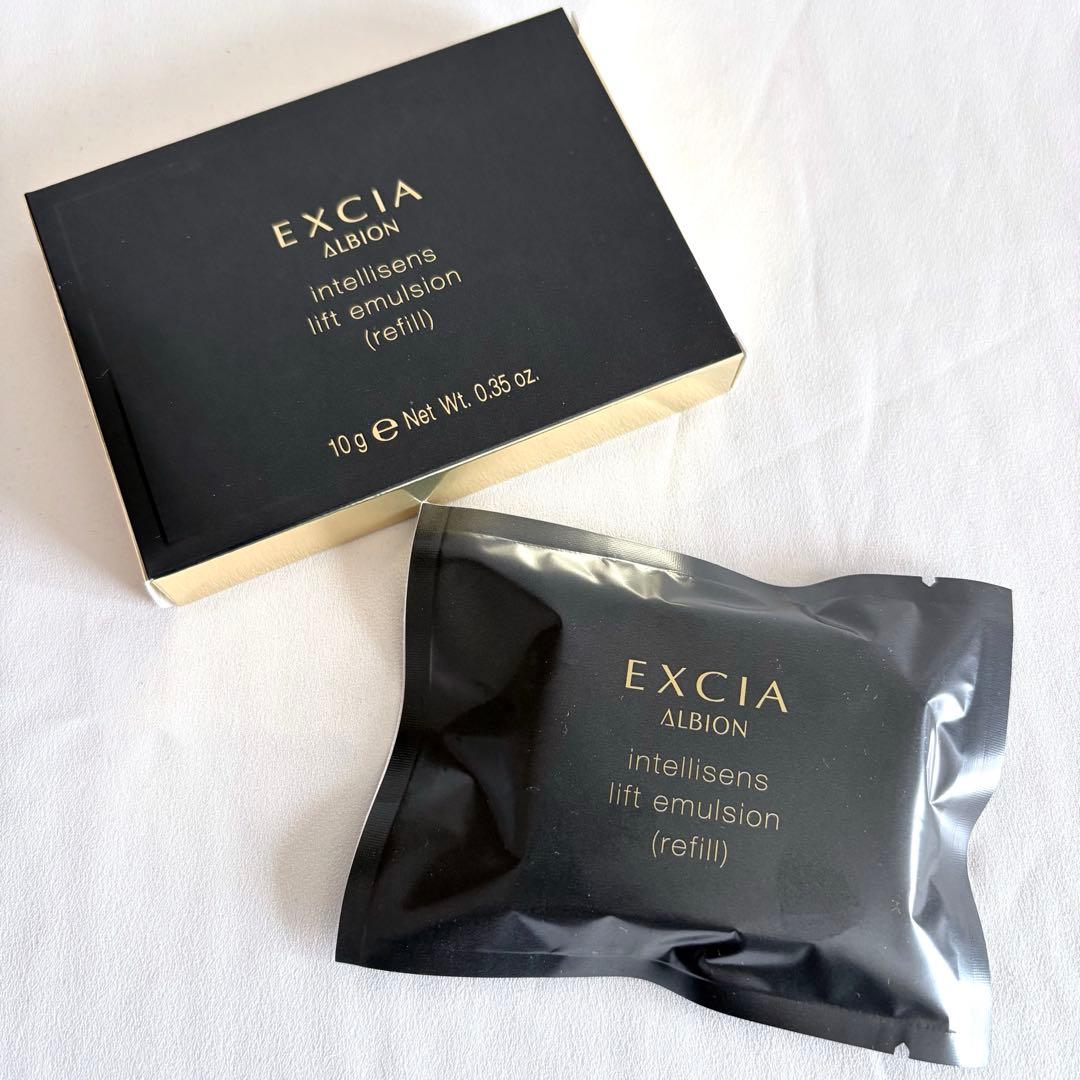 EXCIA
ALBION
intellisens
lift emulsion
(refill)
10 g e Net Wt. 0.35 oz.
EXCIA
ALBION
intellisens
lift emulsion
(refill)